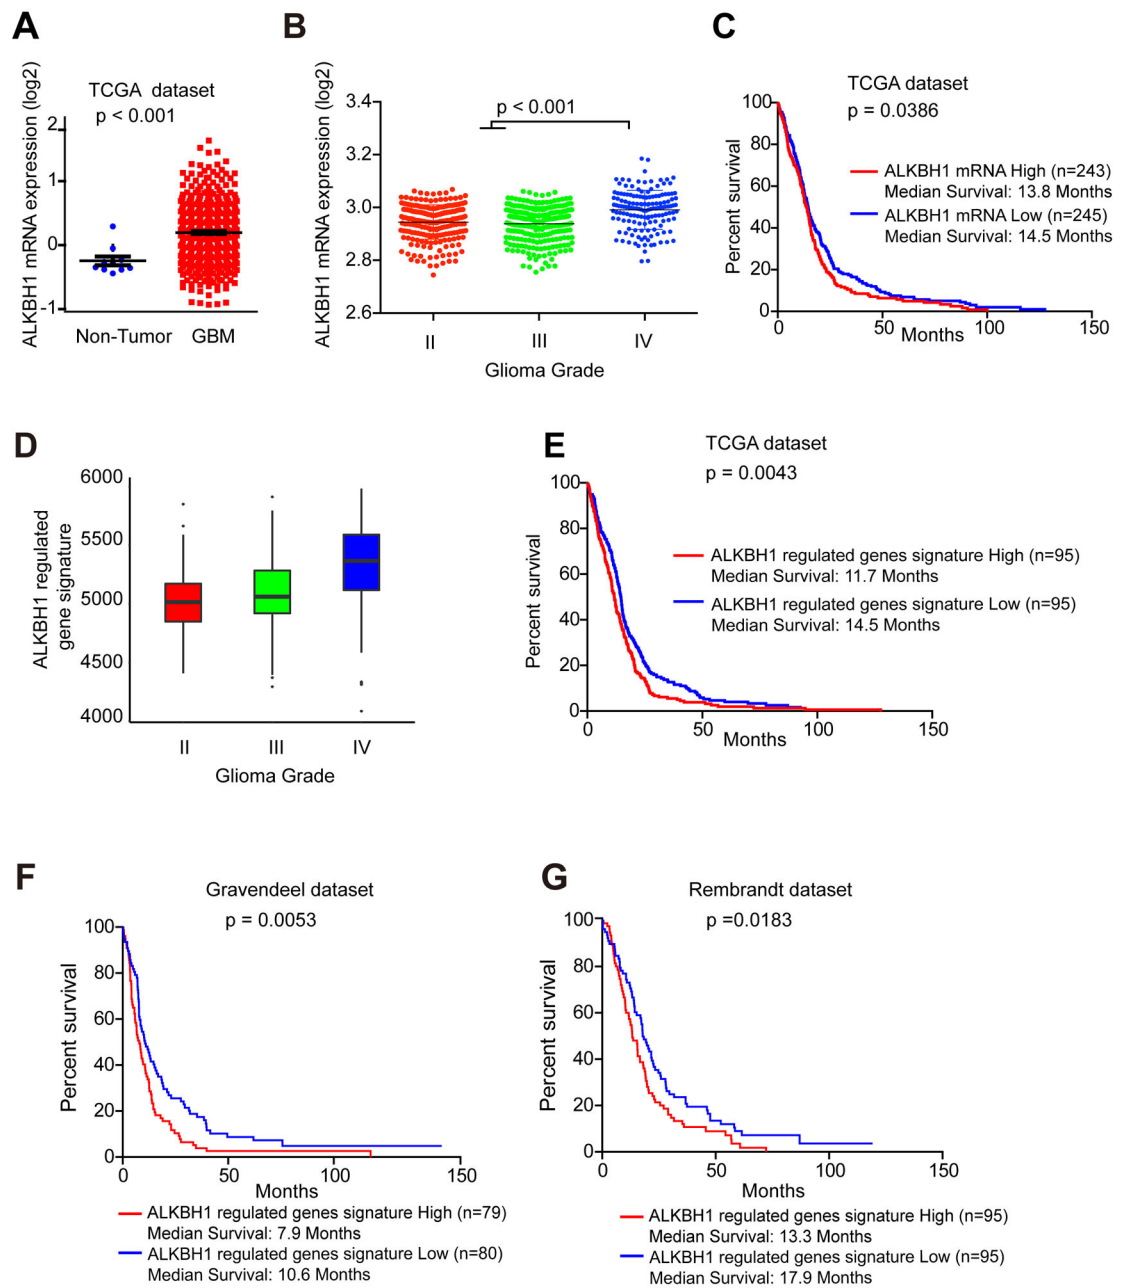 A
TCGA dataset
p < 0.001
ALKBH1 mRNA expression (log2)
2
1
0
-1
Non-Tumor GBM
B
ALKBH1 mRNA expression (log2)
p < 0.001
3.4
3.2
3.0
2.8
2.6
II III IV
Glioma Grade
C
TCGA dataset
p = 0.0386
Percent survival
100
80
60
40
20
0
ALKBH1 mRNA High (n=243)
Median Survival: 13.8 Months
ALKBH1 mRNA Low (n=245)
Median Survival: 14.5 Months
0 50 100 150
Months
D
ALKBH1 regulated
gene signature
6000
5500
5000
4500
4000
II III IV
Glioma Grade
E
TCGA dataset
p = 0.0043
Percent survival
100
80
60
40
20
0
ALKBH1 regulated genes signature High (n=95)
Median Survival: 11.7 Months
ALKBH1 regulated genes signature Low (n=95)
Median Survival: 14.5 Months
0 50 100 150
Months
F
Gravendeel dataset
p = 0.0053
Percent survival
100
80
60
40
20
0
0 50 100 150
Months
ALKBH1 regulated genes signature High (n=79)
Median Survival: 7.9 Months
ALKBH1 regulated genes signature Low (n=80)
Median Survival: 10.6 Months
G
Rembrandt dataset
p =0.0183
Percent survival
100
80
60
40
20
0
0 50 100 150
Months
ALKBH1 regulated genes signature High (n=95)
Median Survival: 13.3 Months
ALKBH1 regulated genes signature Low (n=95)
Median Survival: 17.9 Months